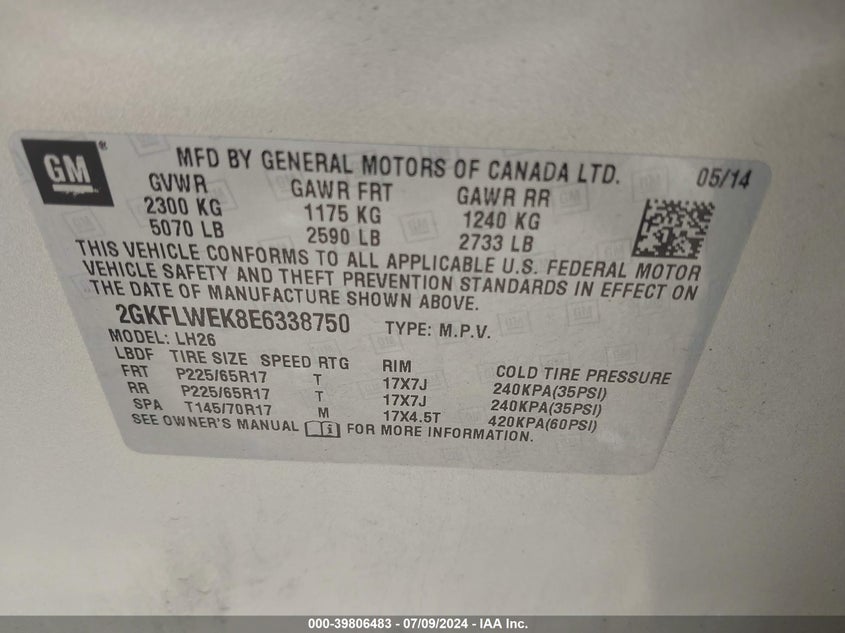 GM ®
MFD BY GENERAL MOTORS OF CANADA LTD. 05/14
GVWR GAWR FRT GAWR RR
2300 KG 1175 KG 1240 KG
5070 LB 2590 LB 2733 LB
THIS VEHICLE CONFORMS TO ALL APPLICABLE U.S. FEDERAL MOTOR
VEHICLE SAFETY AND THEFT PREVENTION STANDARDS IN EFFECT ON
THE DATE OF MANUFACTURE SHOWN ABOVE.
2GKFLWEK8E6338750 TYPE: M.P.V.
MODEL: LH26
LBDF TIRE SIZE SPEED RTG RIM COLD TIRE PRESSURE
FRT P225/65R17 T 17X7J 240KPA(35PSI)
RR P225/65R17 T 17X7J 240KPA(35PSI)
SPA T145/70R17 M 17X4.5T 420KPA(60PSI)
SEE OWNER'S MANUAL FOR MORE INFORMATION.
000-39806483 - 07/09/2024 - IAA Inc.